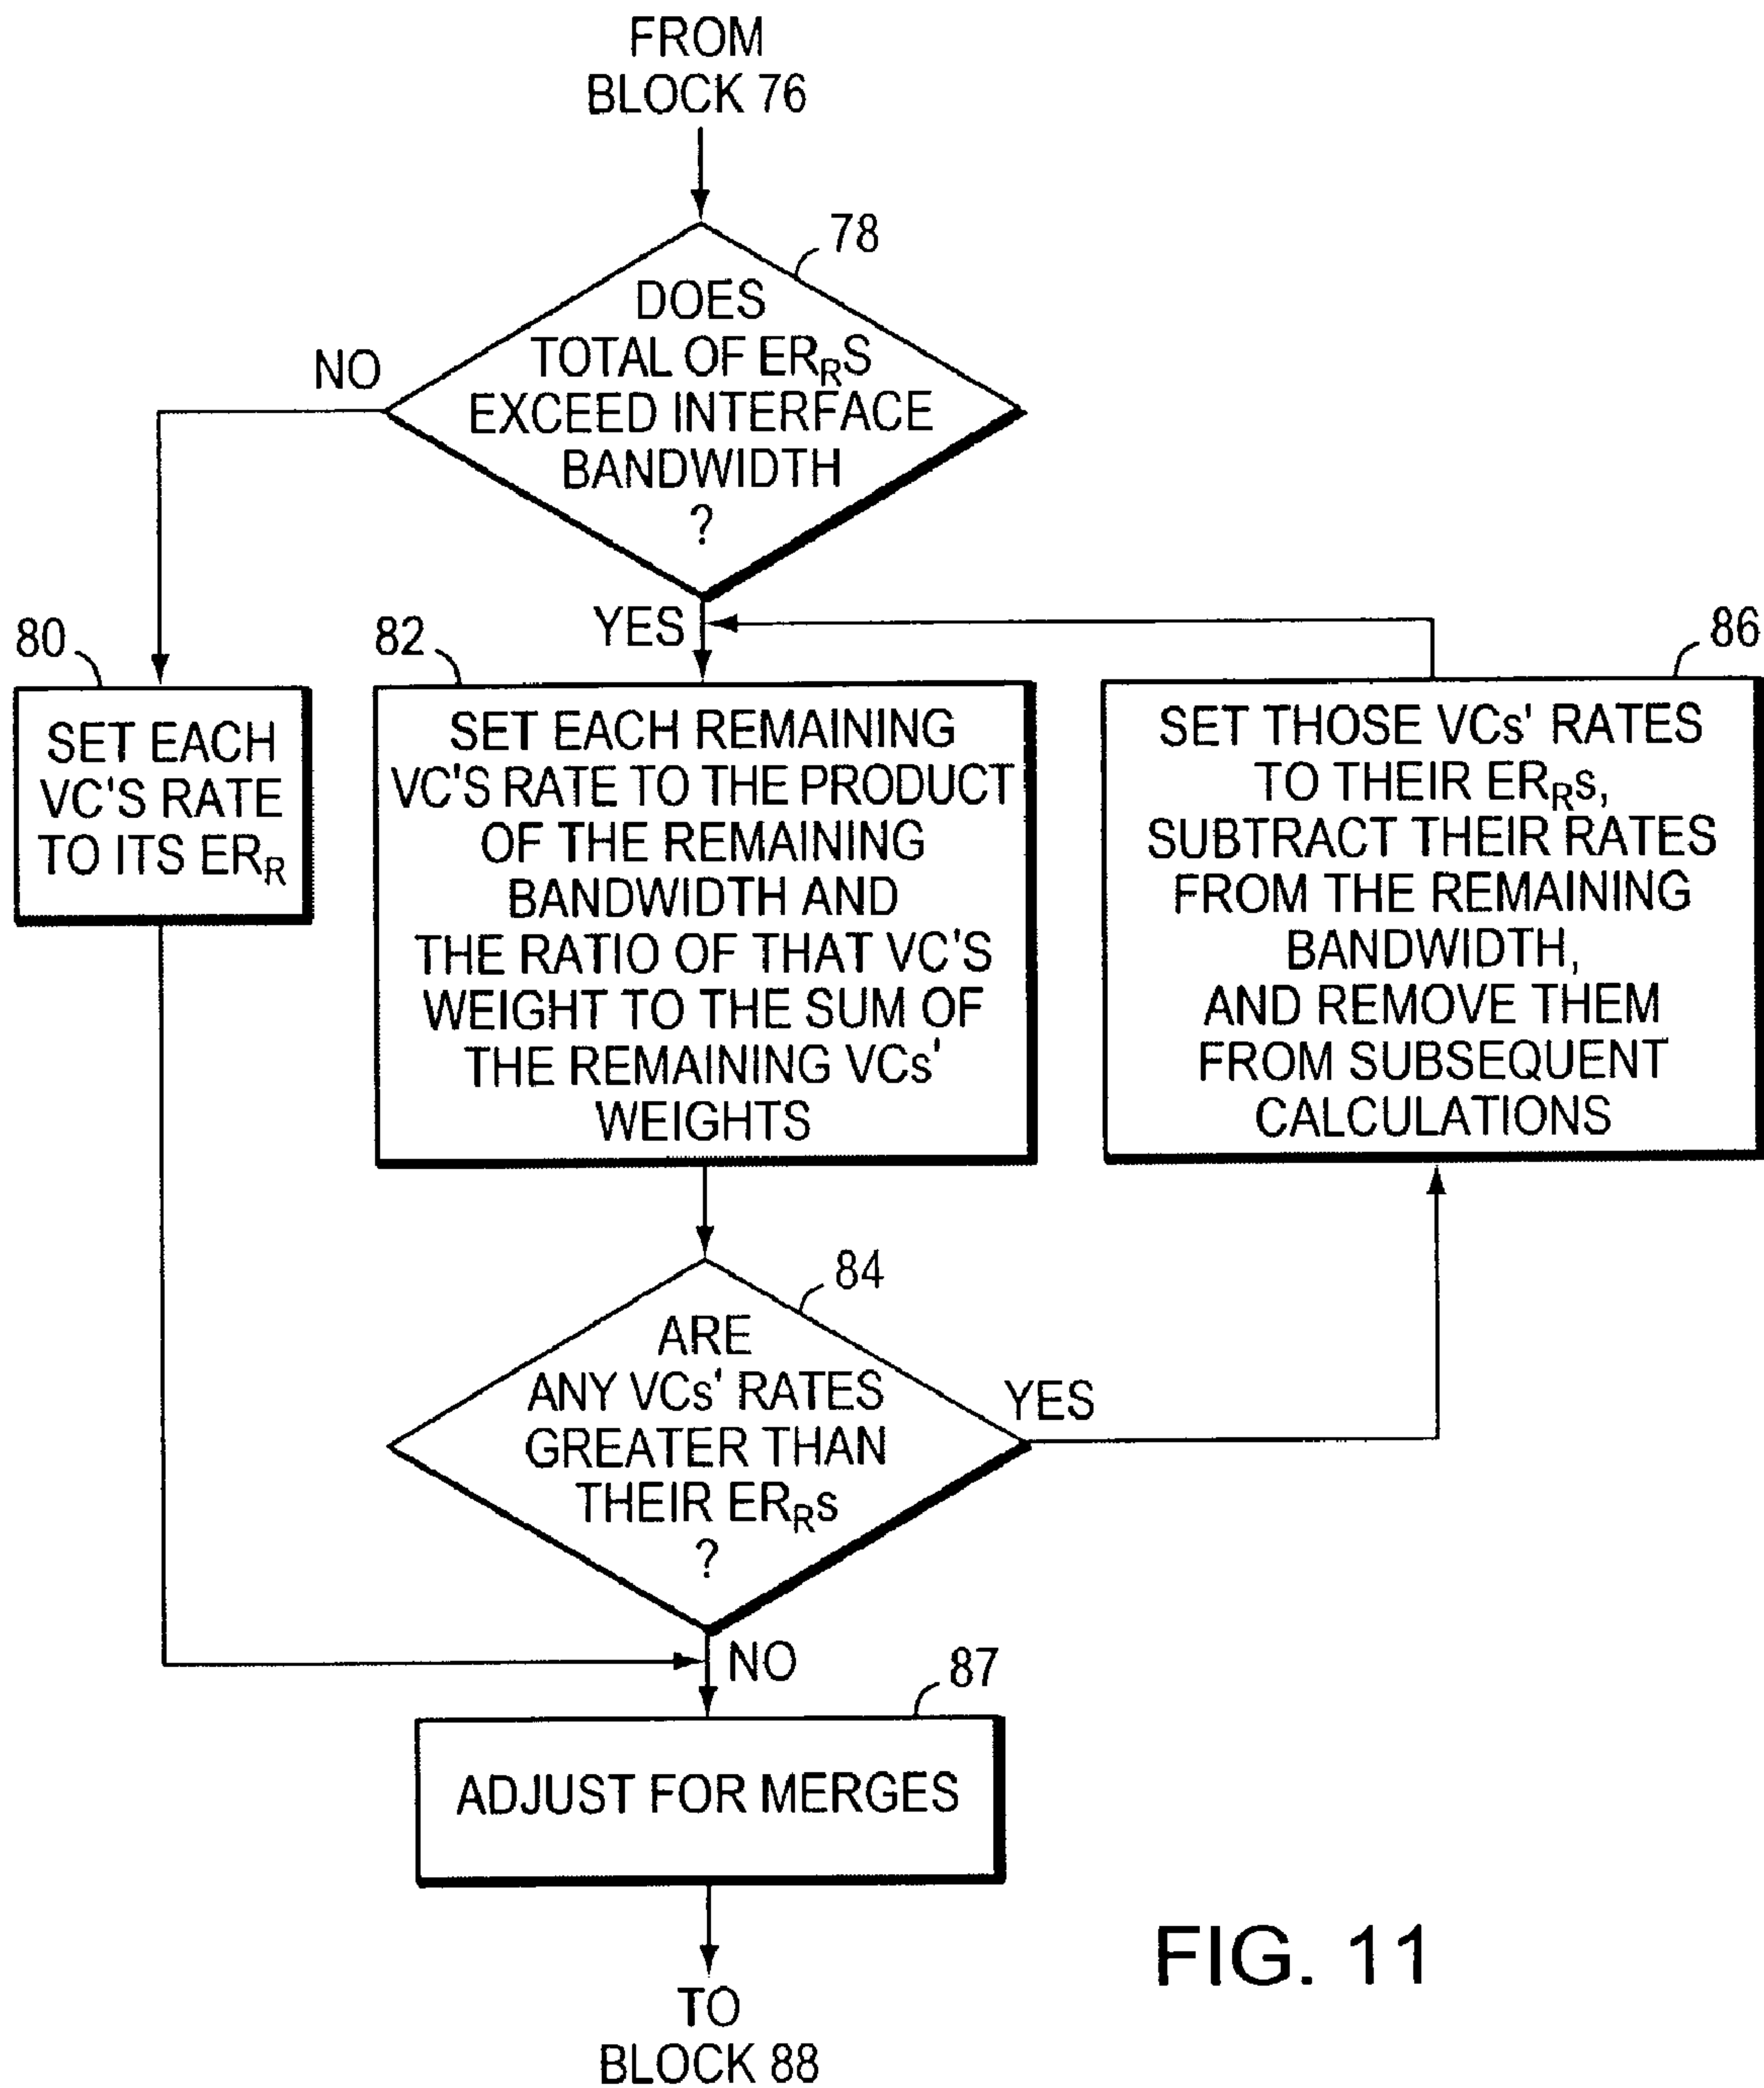 FROM
BLOCK 76
78
DOES
TOTAL OF ERRS
EXCEED INTERFACE
BANDWIDTH
?
NO
YES
80
SET EACH
VC'S RATE
TO ITS ERR
82
SET EACH REMAINING
VC'S RATE TO THE PRODUCT
OF THE REMAINING
BANDWIDTH AND
THE RATIO OF THAT VC'S
WEIGHT TO THE SUM OF
THE REMAINING VCs'
WEIGHTS
86
SET THOSE VCs' RATES
TO THEIR ERRs,
SUBTRACT THEIR RATES
FROM THE REMAINING
BANDWIDTH,
AND REMOVE THEM
FROM SUBSEQUENT
CALCULATIONS
84
ARE
ANY VCs' RATES
GREATER THAN
THEIR ERRs
?
YES
NO
87
ADJUST FOR MERGES
TO
BLOCK 88
FIG. 11